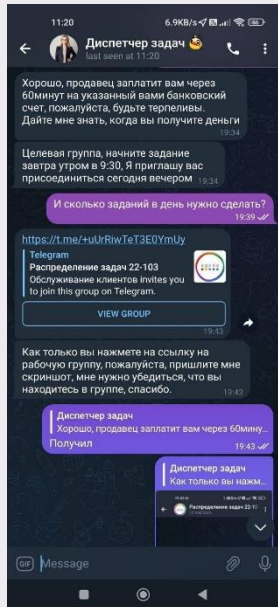 11:20
6.9KB/s
Диспетчер задач
last seen at 11:20
Хорошо, продавец заплатит вам через
60минут на указанный вами банковский
счет, пожалуйста, будьте терпеливы.
Дайте мне знать, когда вы получите деньги
19:34
Целевая группа, начните задание
завтра утром в 9:30, Я приглашу вас
присоединиться сегодня вечером 19:34
И сколько заданий в день нужно сделать?
19:39
https://t.me/+uUrRiwTeT3E0YmUy
Telegram
Распределение задач 22-103
Обслуживание клиентов invites you
to join this group on Telegram.
VIEW GROUP
19:43
Как только вы нажмете на ссылку на
рабочую группу, пожалуйста, пришлите мне
скриншот, мне нужно убедиться, что вы
находитесь в группе, спасибо. 19:43
Диспетчер задач
Хорошо, продавец заплатит вам через 60мину...
Получил 19:43
Диспетчер задач
Как только вы нажм...
Распределение задач 22-1
GIF Message